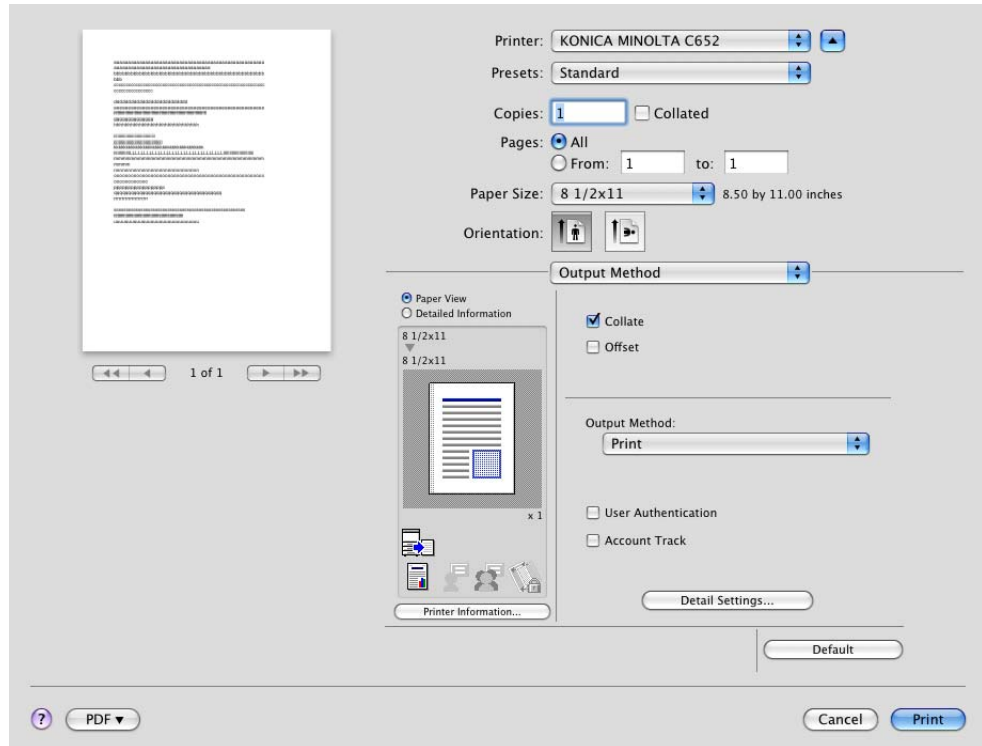 Printer: KONICA MINOLTA C652
Presets: Standard
Copies: 1 Collated
Pages: All
From: 1 to: 1
Paper Size: 8 1/2x11 8.50 by 11.00 inches
Orientation:
Output Method
Paper View
Detailed Information
8 1/2x11
8 1/2x11
x 1
Printer Information...
Collate
Offset
Output Method:
Print
User Authentication
Account Track
Detail Settings...
Default
1 of 1
? PDF ▼ Cancel Print